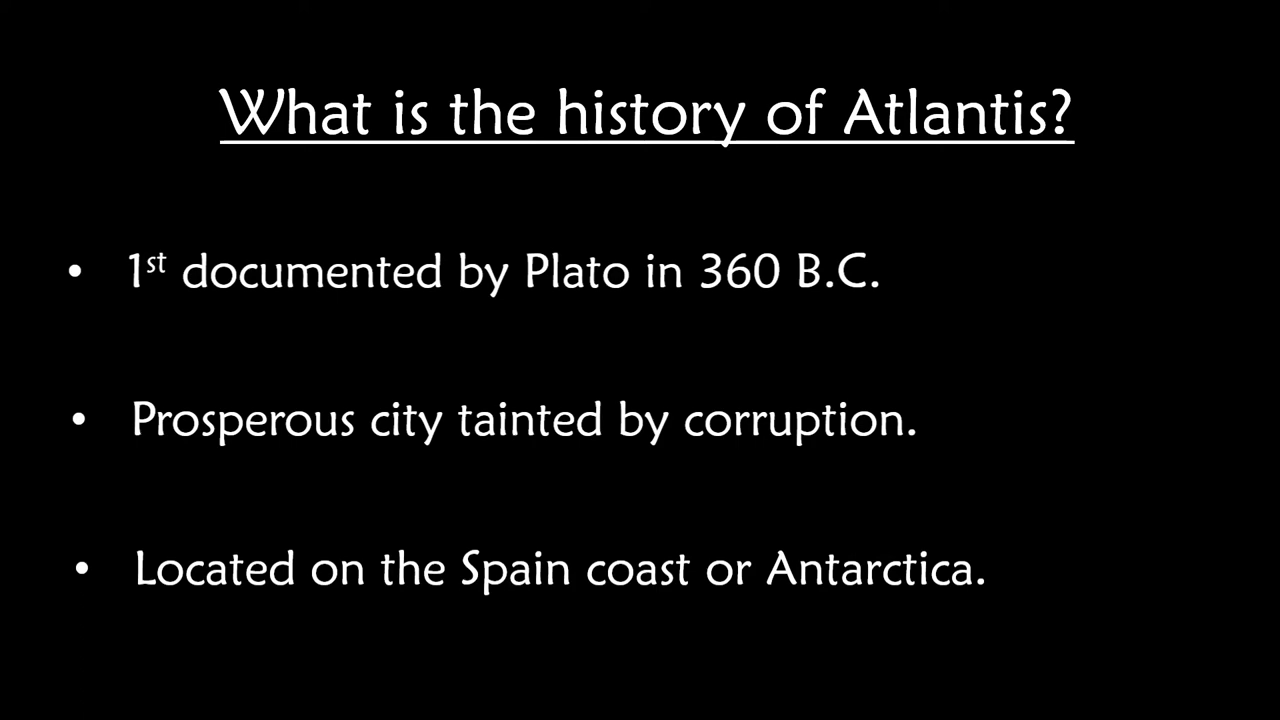 What is the history of Atlantis?
• 1st documented by Plato in 360 B.C.
• Prosperous city tainted by corruption.
• Located on the Spain coast or Antarctica.